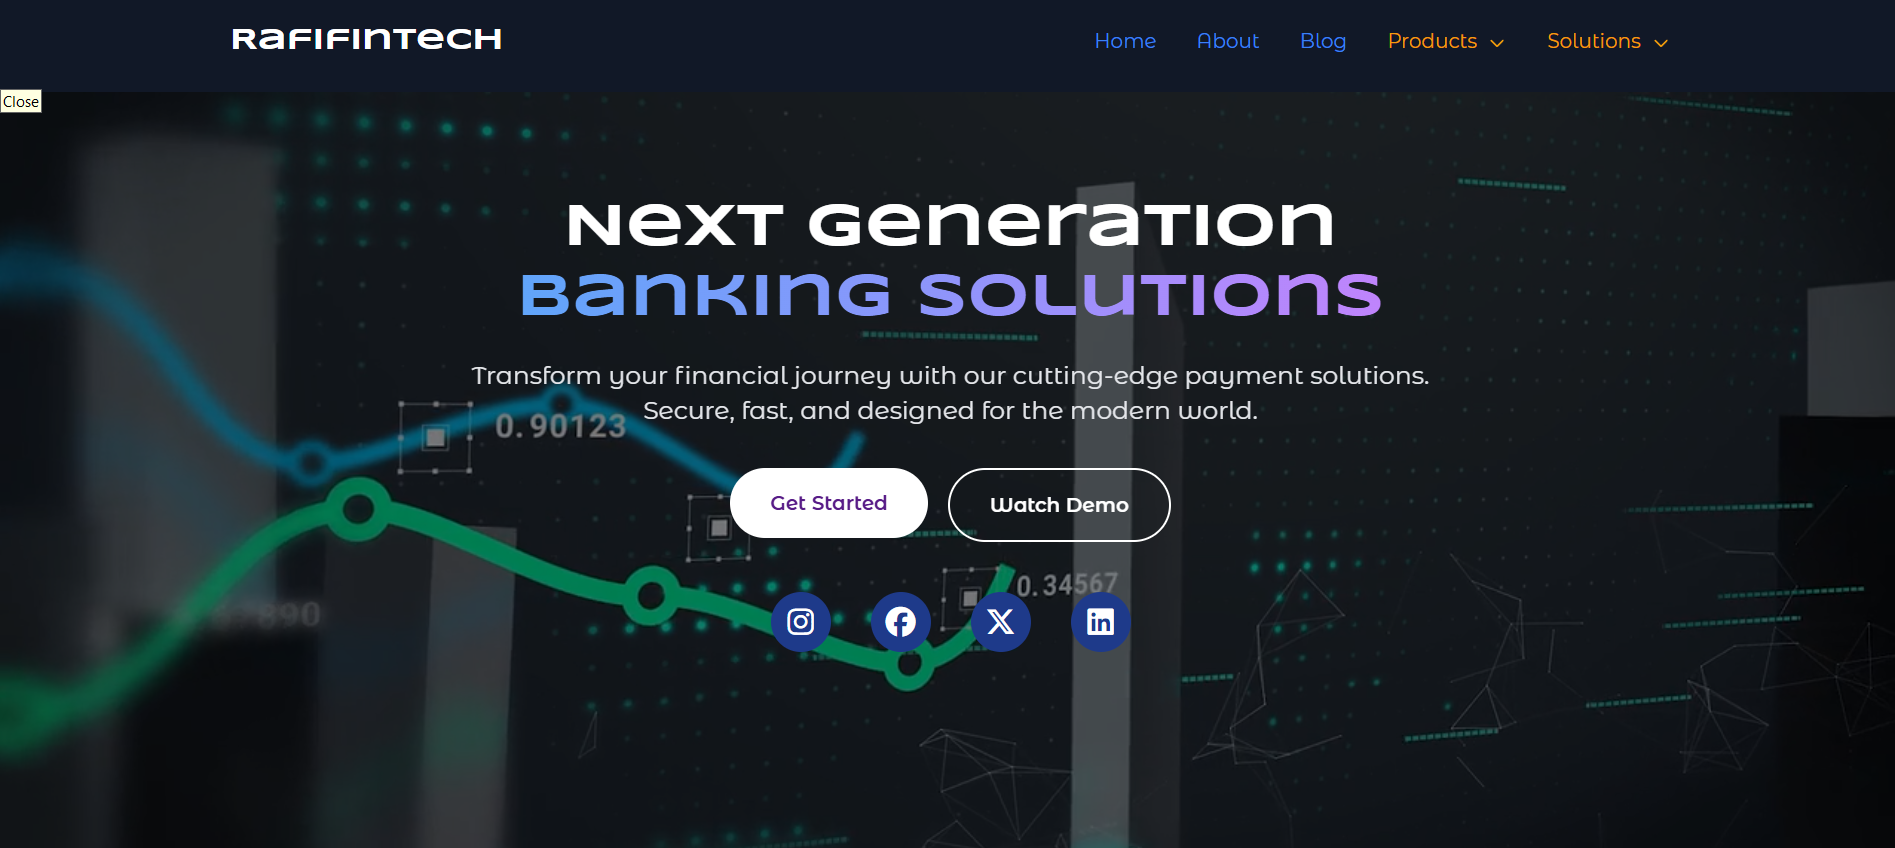 RaFiFinTecH
Home About Blog Products Solutions
Close
Next Generation
Banking Solutions
Transform your financial journey with our cutting-edge payment solutions.
Secure, fast, and designed for the modern world.
0.90123
Get Started Watch Demo
0.34567
890